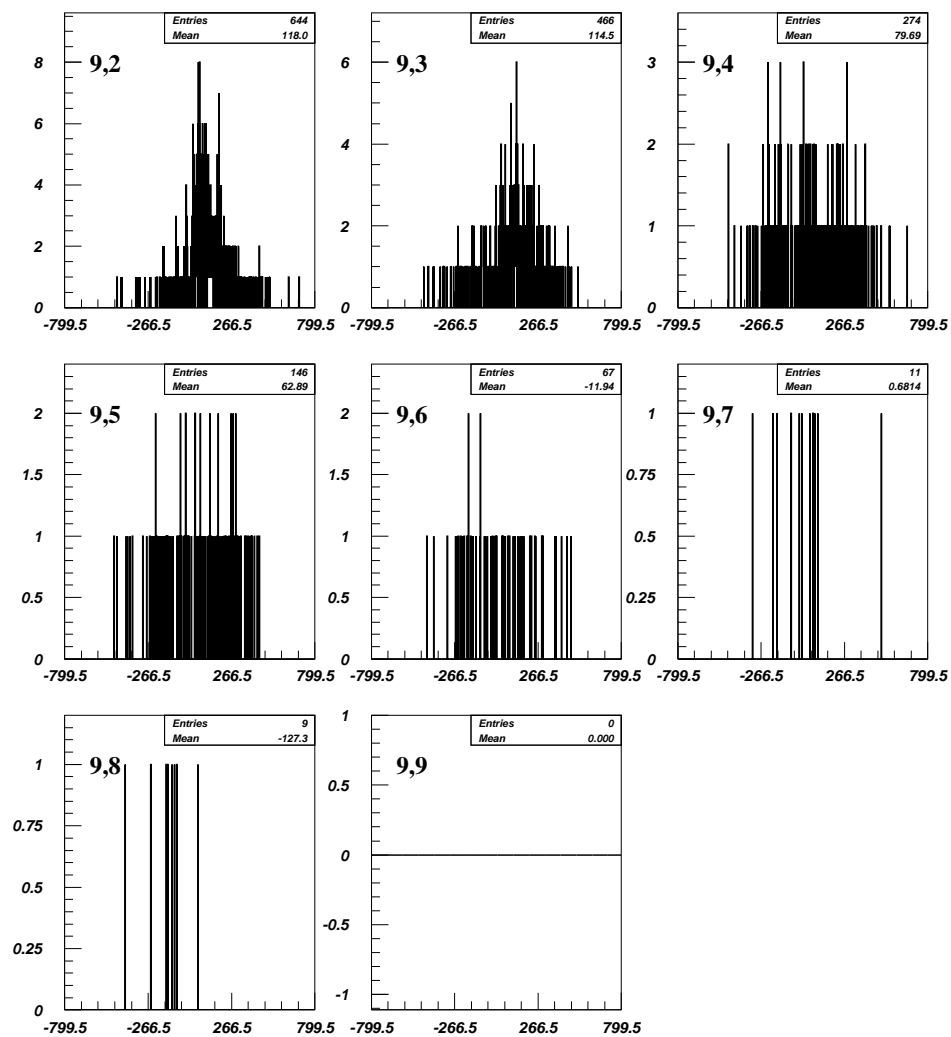 Entries 644
Mean 118.0
9,2
8
6
4
2
0
-799.5 -266.5 266.5 799.5
Entries 466
Mean 114.5
9,3
6
4
2
0
-799.5 -266.5 266.5 799.5
Entries 274
Mean 79.69
9,4
3
2
1
0
-799.5 -266.5 266.5 799.5
Entries 146
Mean 62.89
9,5
2
1.5
1
0.5
0
-799.5 -266.5 266.5 799.5
Entries 67
Mean -11.94
9,6
2
1.5
1
0.5
0
-799.5 -266.5 266.5 799.5
Entries 11
Mean 0.6814
9,7
1
0.75
0.5
0.25
0
-799.5 -266.5 266.5 799.5
Entries 9
Mean -127.3
9,8
1
0.75
0.5
0.25
0
-799.5 -266.5 266.5 799.5
Entries 0
Mean 0.000
9,9
1
0.5
0
-0.5
-1
-799.5 -266.5 266.5 799.5